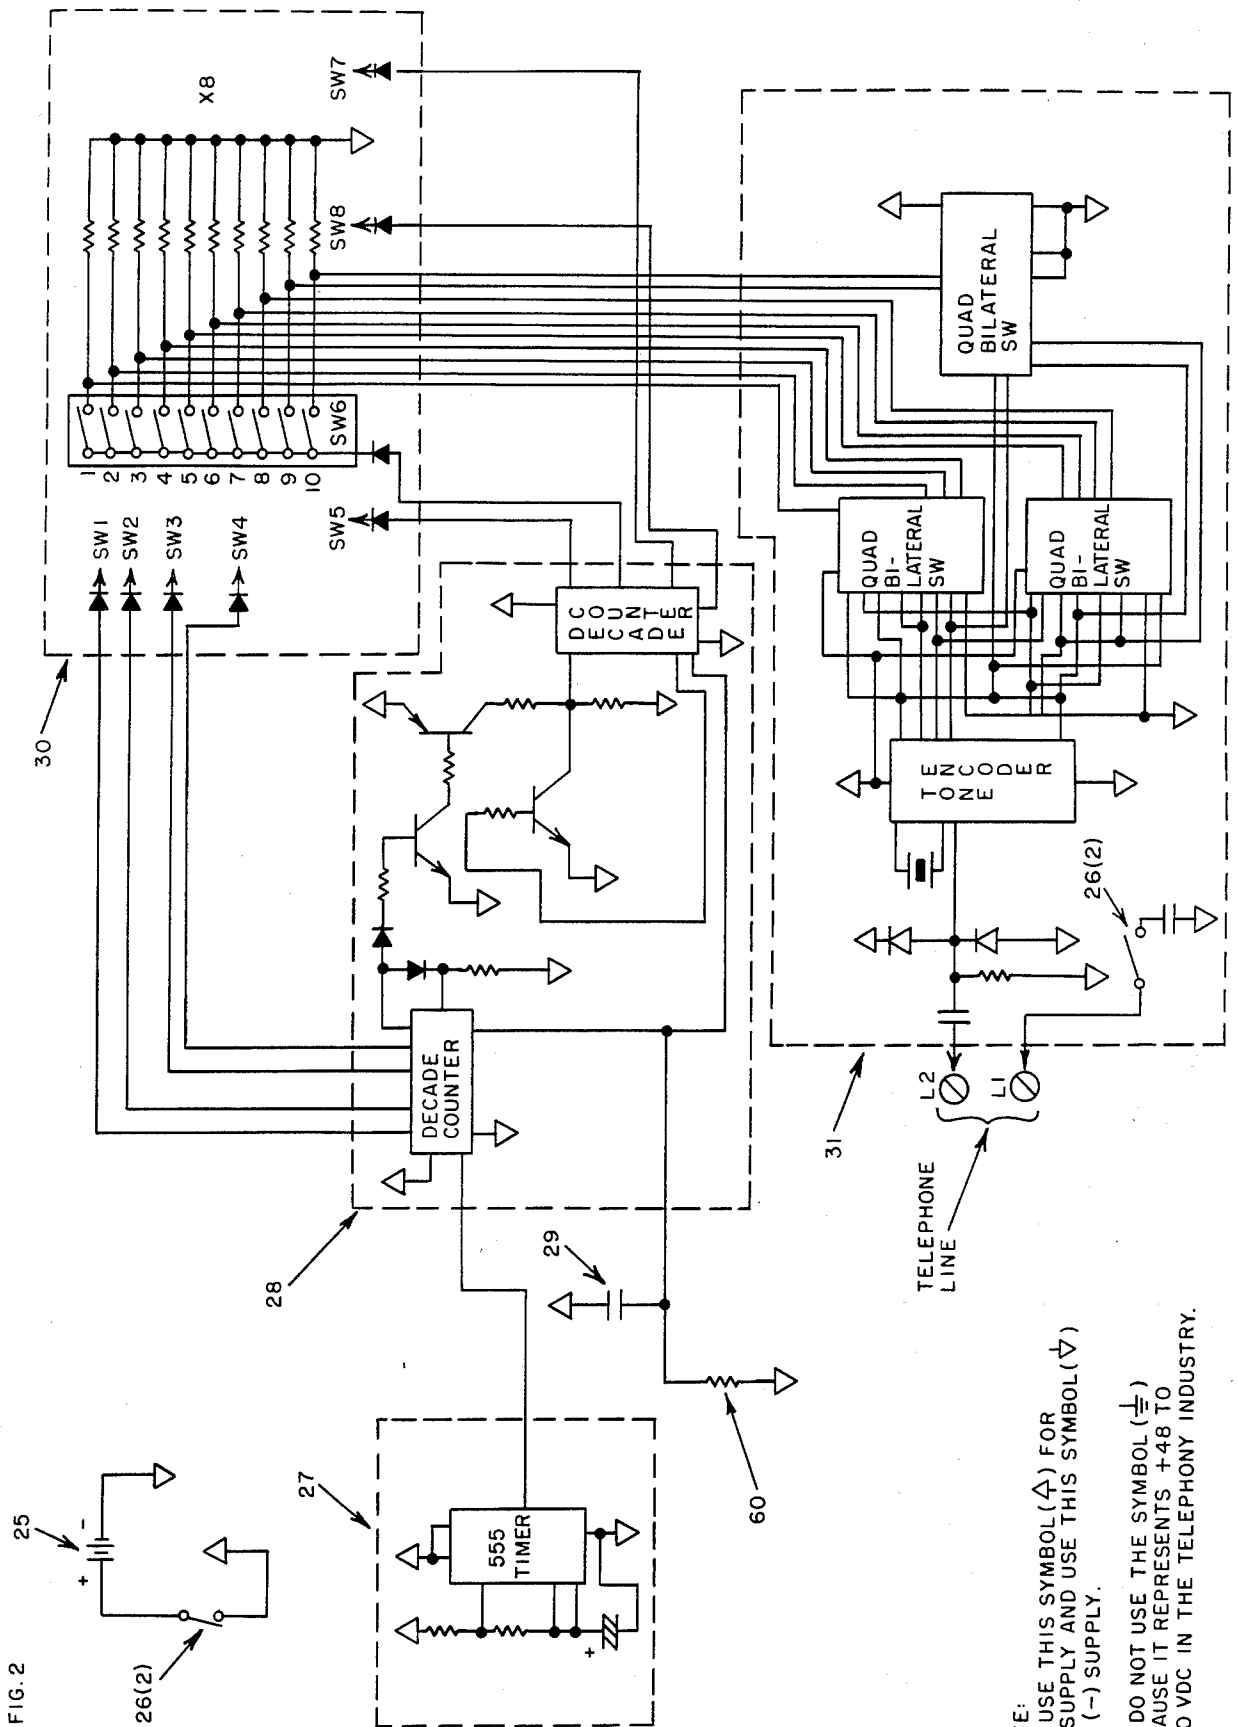 FIG. 2
25
+
-
26(2)
27
555
TIMER
+
28
29
60
DECADE
COUNTER
DECADE
COUNTER
30
SW1
SW2
SW3
SW4
SW5
1
2
3
4
5
6
7
8
9
10
SW6
SW8
SW7
X8
31
TELEPHONE
LINE
L2
L1
26(2)
TONE
ENCODER
QUAD
BI-
LATERAL
SW
QUAD
BI-
LATERAL
SW
QUAD
BILATERAL
SW
USE THIS SYMBOL (△) FOR
SUPPLY AND USE THIS SYMBOL (▽)
(-) SUPPLY.
DO NOT USE THE SYMBOL (⏚)
IT REPRESENTS +48 TO
VDC IN THE TELEPHONY INDUSTRY.